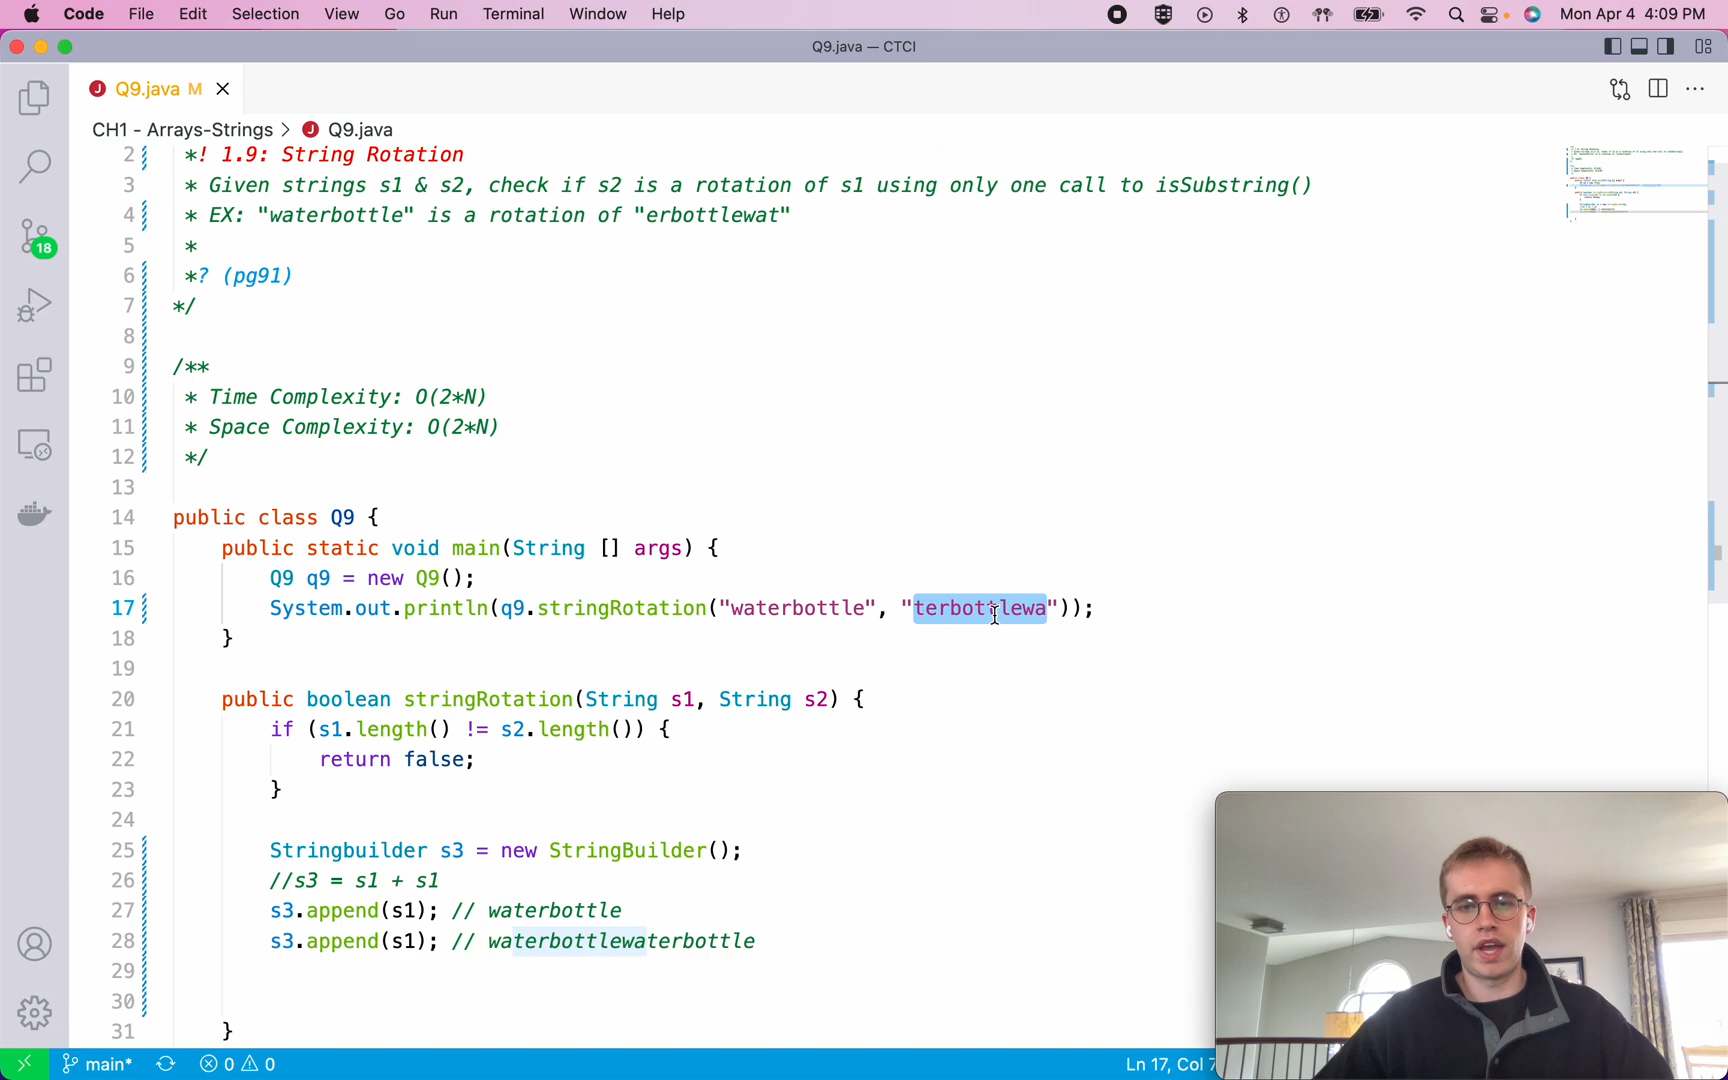 Code File Edit Selection View Go Run Terminal Window Help Mon Apr 4 4:09 PM
Q9.java — CTCI
J Q9.java M
CH1 - Arrays-Strings > J Q9.java
2 *! 1.9: String Rotation
3 * Given strings s1 & s2, check if s2 is a rotation of s1 using only one call to isSubstring()
4 * EX: "waterbottle" is a rotation of "erbottlewat"
5 *
6 *? (pg91)
7 */
8
9 /**
10 * Time Complexity: O(2*N)
11 * Space Complexity: O(2*N)
12 */
13
14 public class Q9 {
15 public static void main(String [] args) {
16 Q9 q9 = new Q9();
17 System.out.println(q9.stringRotation("waterbottle", "terbottlewa"));
18 }
19
20 public boolean stringRotation(String s1, String s2) {
21 if (s1.length() != s2.length()) {
22 return false;
23 }
24
25 Stringbuilder s3 = new StringBuilder();
26 //s3 = s1 + s1
27 s3.append(s1); // waterbottle
28 s3.append(s1); // waterbottlewaterbottle
29
30
31 }
18
main* 0 0 Ln 17, Col 7